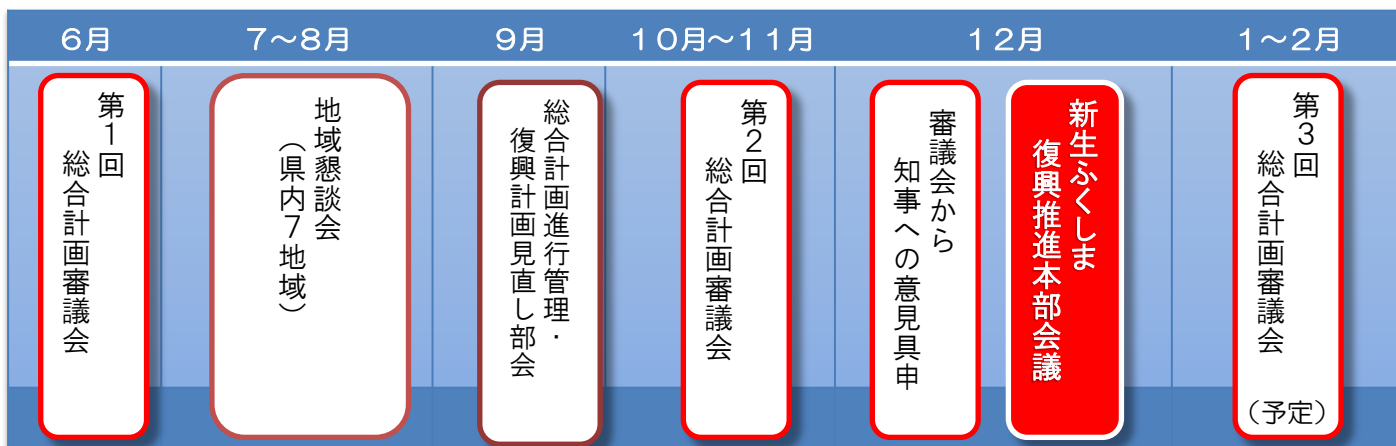 6月
7～8月
9月
10月～11月
12月
1～2月
第1回
総合計画審議会
地域懇談会
（県内7地域）
総合計画進行管理・
復興計画見直し部会
第2回
総合計画審議会
審議会から
知事への意見具申
新生ふくしま
復興推進本部会議
第3回
総合計画審議会
（予定）